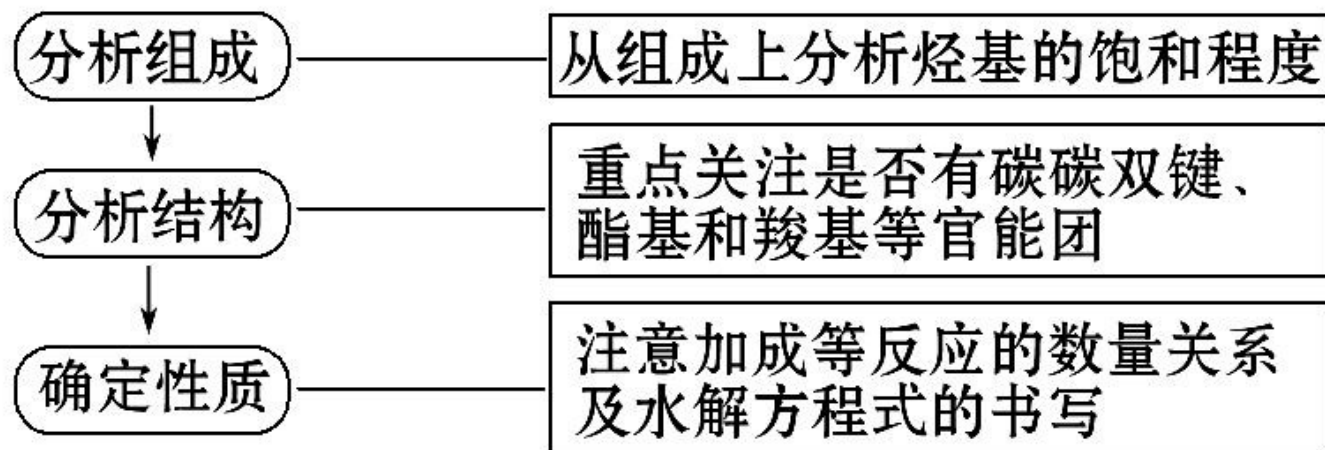 分析组成
从组成上分析烃基的饱和程度
分析结构
重点关注是否有碳碳双键、
酯基和羧基等官能团
确定性质
注意加成等反应的数量关系
及水解方程式的书写